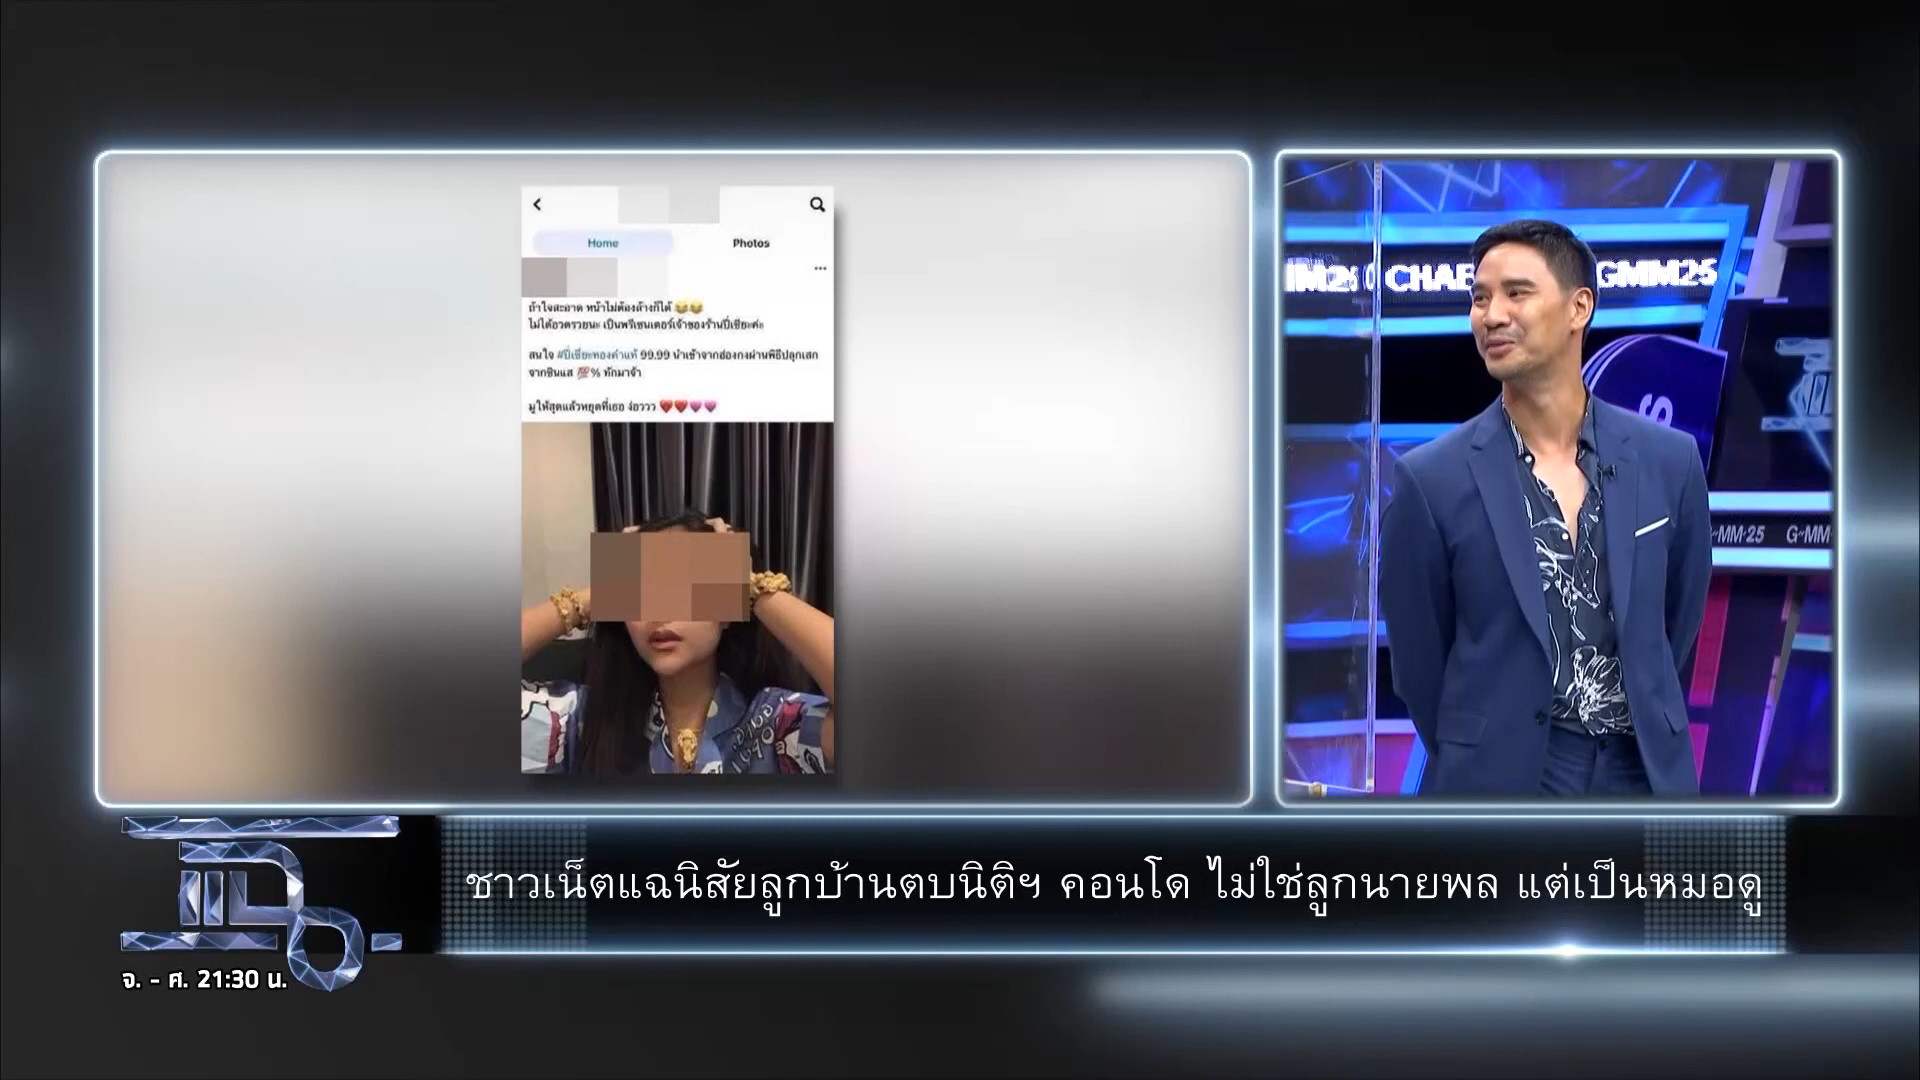 Home
Photos
ถ้าใจสะอาด หน้าไม่ต้องล้างก็ได้ 😂😂
ไม่ได้อวดรวยนะ เป็นพรีเซนเตอร์เจ้าของร้านปี่เซียะค่ะ
สนใจ #ปี่เซียะทองคำแท้ 99.99 นำเข้าจากฮ่องกงผ่านพิธีปลุกเสก
จากซินแส 💯% ทักมาจ้า
มูให้สุดแล้วหยุดที่เธอ ง่อววว ❤️❤️💗💗
CHAB
GMM25
S
G-MM-25
G-MM
แฉ
จ. - ศ. 21:30 น.
ชาวเน็ตแฉนิสัยลูกบ้านตบนิติฯ คอนโด ไม่ใช่ลูกนายพล แต่เป็นหมอดู